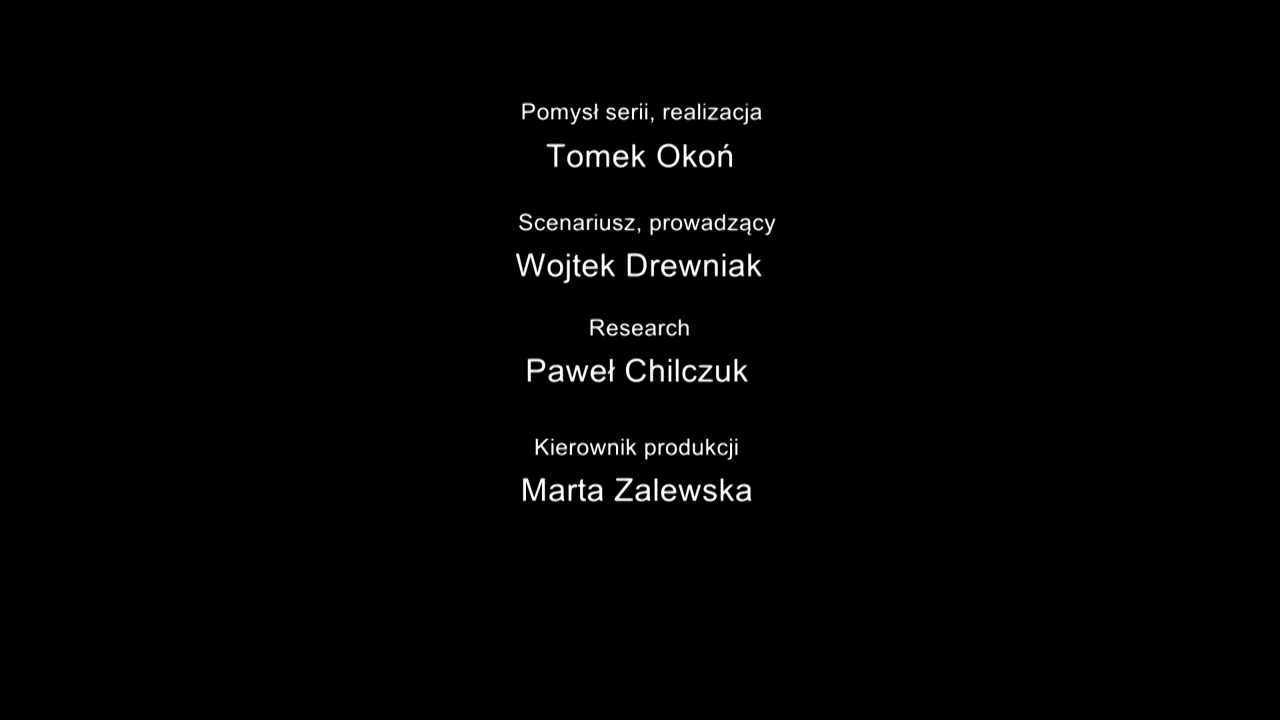 Pomysł serii, realizacja
Tomek Okoń
Scenariusz, prowadzący
Wojtek Drewniak
Research
Paweł Chilczuk
Kierownik produkcji
Marta Zalewska